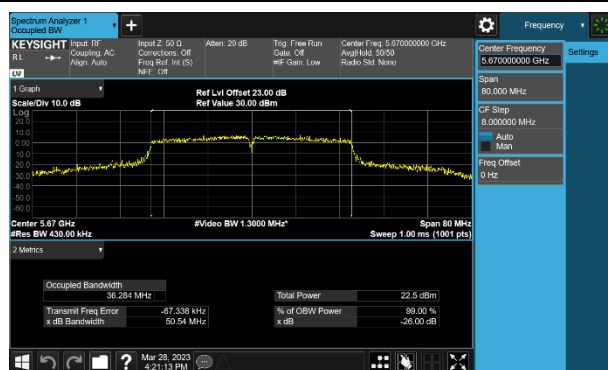 Spectrum Analyzer 1
Occupied BW
Frequency
KEYSIGHT Input: RF Input Z: 50 Ω Atten: 20 dB Trig: Free Run Center Freq: 5.670000000 GHz
RL Coupling: AC Corrections: Off Gate: Off Avg|Hold: 50/50
Align: Auto Freq Ref: Int (S) #IF Gain: Low Radio Std: None
LXI NFE: Off
Center Frequency Settings
5.670000000 GHz
Span
80.000 MHz
CF Step
8.000000 MHz
Auto
Man
Freq Offset
0 Hz
1 Graph Ref Lvl Offset 23.00 dB
Scale/Div 10.0 dB Ref Value 30.00 dBm
Log
20.0
10.0
0.00
-10.0
-20.0
-30.0
-40.0
-50.0
-60.0
Center 5.67 GHz #Video BW 1.3000 MHz* Span 80 MHz
#Res BW 430.00 kHz Sweep 1.00 ms (1001 pts)
2 Metrics
Occupied Bandwidth
36.284 MHz Total Power 22.5 dBm
Transmit Freq Error -67.338 kHz % of OBW Power 99.00 %
x dB Bandwidth 50.54 MHz x dB -26.00 dB
? Mar 28, 2023
4:21:13 PM